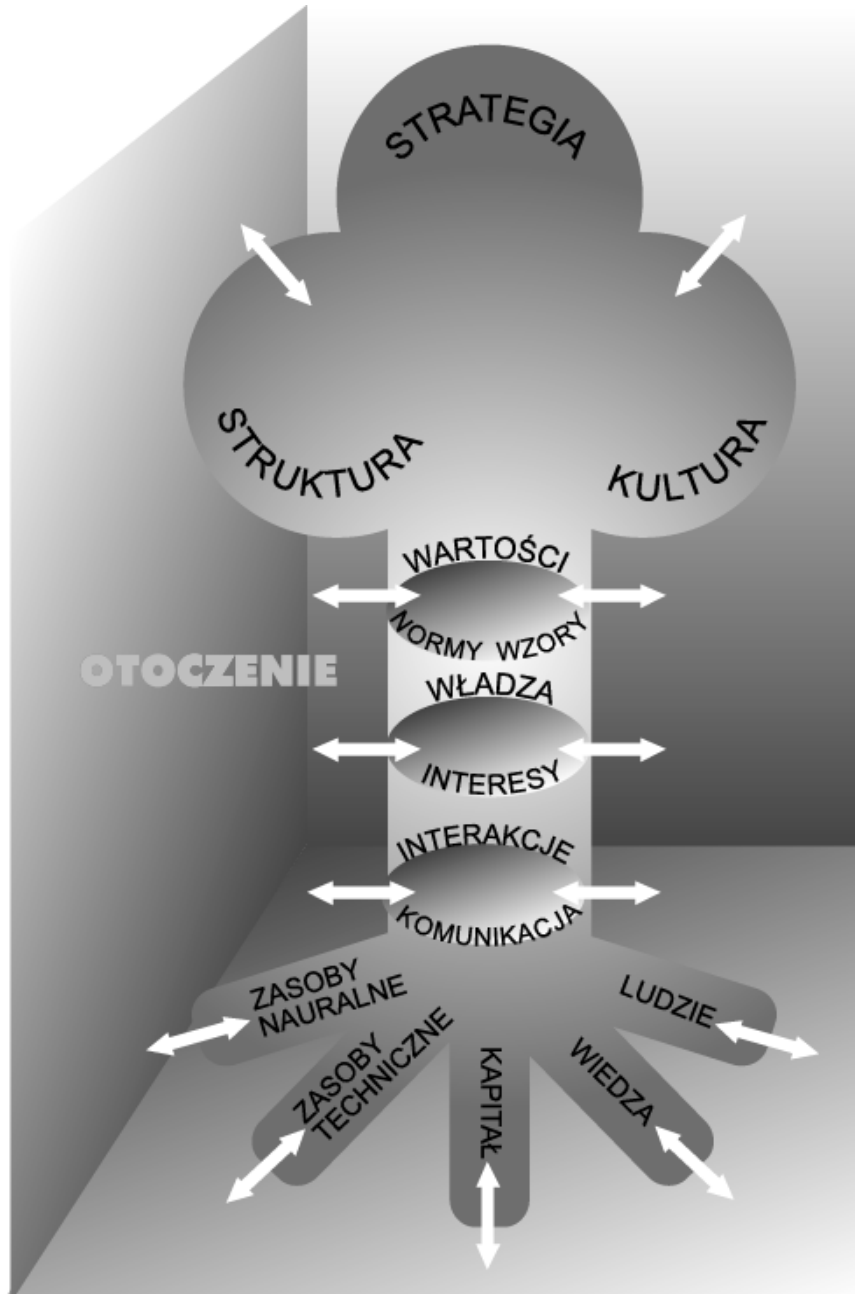 STRATEGIA
STRUKTURA
KULTURA
WARTOŚCI
NORMY WZORY
OTOCZENIE
WŁADZA
INTERESY
INTERAKCJE
KOMUNIKACJA
ZASOBY
NAURALNE
ZASOBY
TECHNICZNE
KAPITAŁ
WIEDZA
LUDZIE